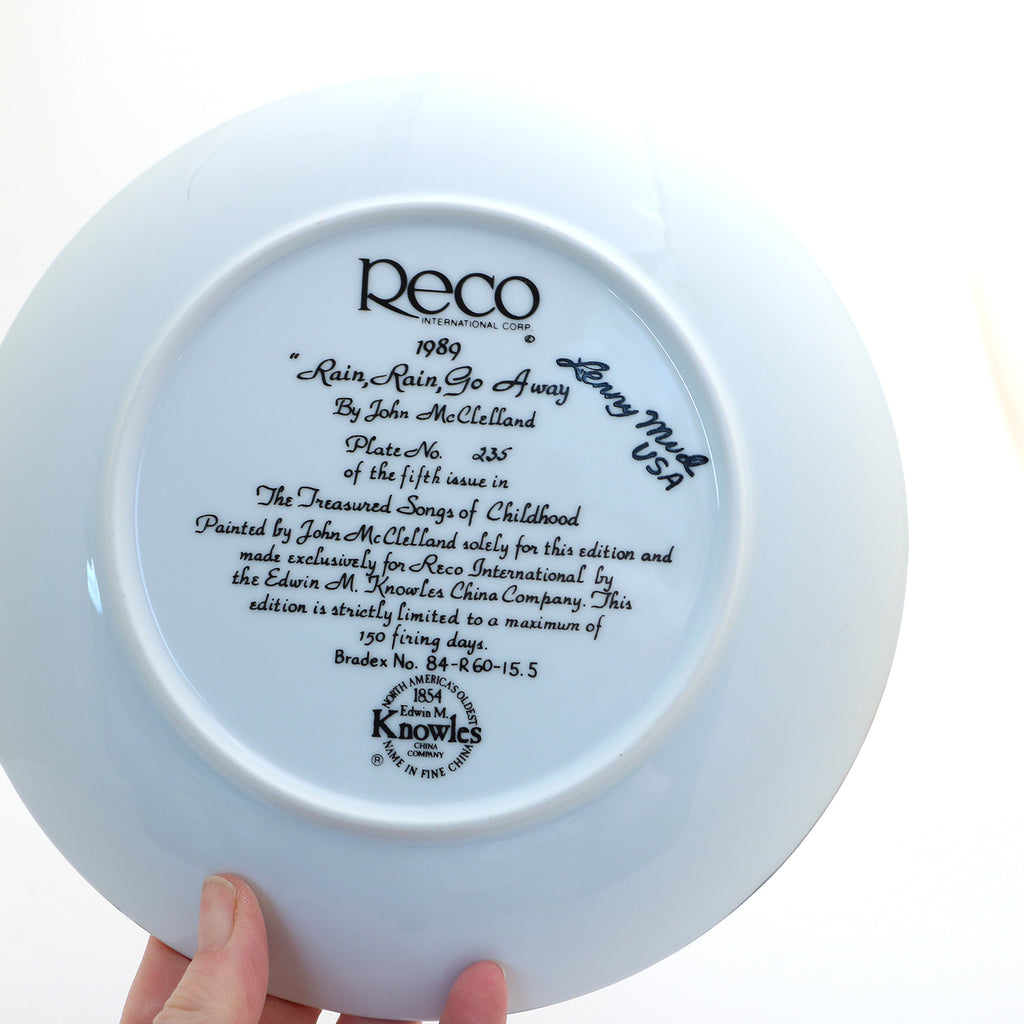 Reco
INTERNATIONAL CORP.
©
1989
"Rain, Rain, Go Away
By John McClelland
Plate No. 235
of the fifth issue in
The Treasured Songs of Childhood
Painted by John McClelland solely for this edition and
made exclusively for Reco International by
the Edwin M. Knowles China Company. This
edition is strictly limited to a maximum of
150 firing days.
Bradex No. 84-R60-15.5
NORTH AMERICA'S OLDEST
1854
Edwin M.
Knowles
CHINA
COMPANY
NAME IN FINE CHINA
®
Lenny Mud
USA